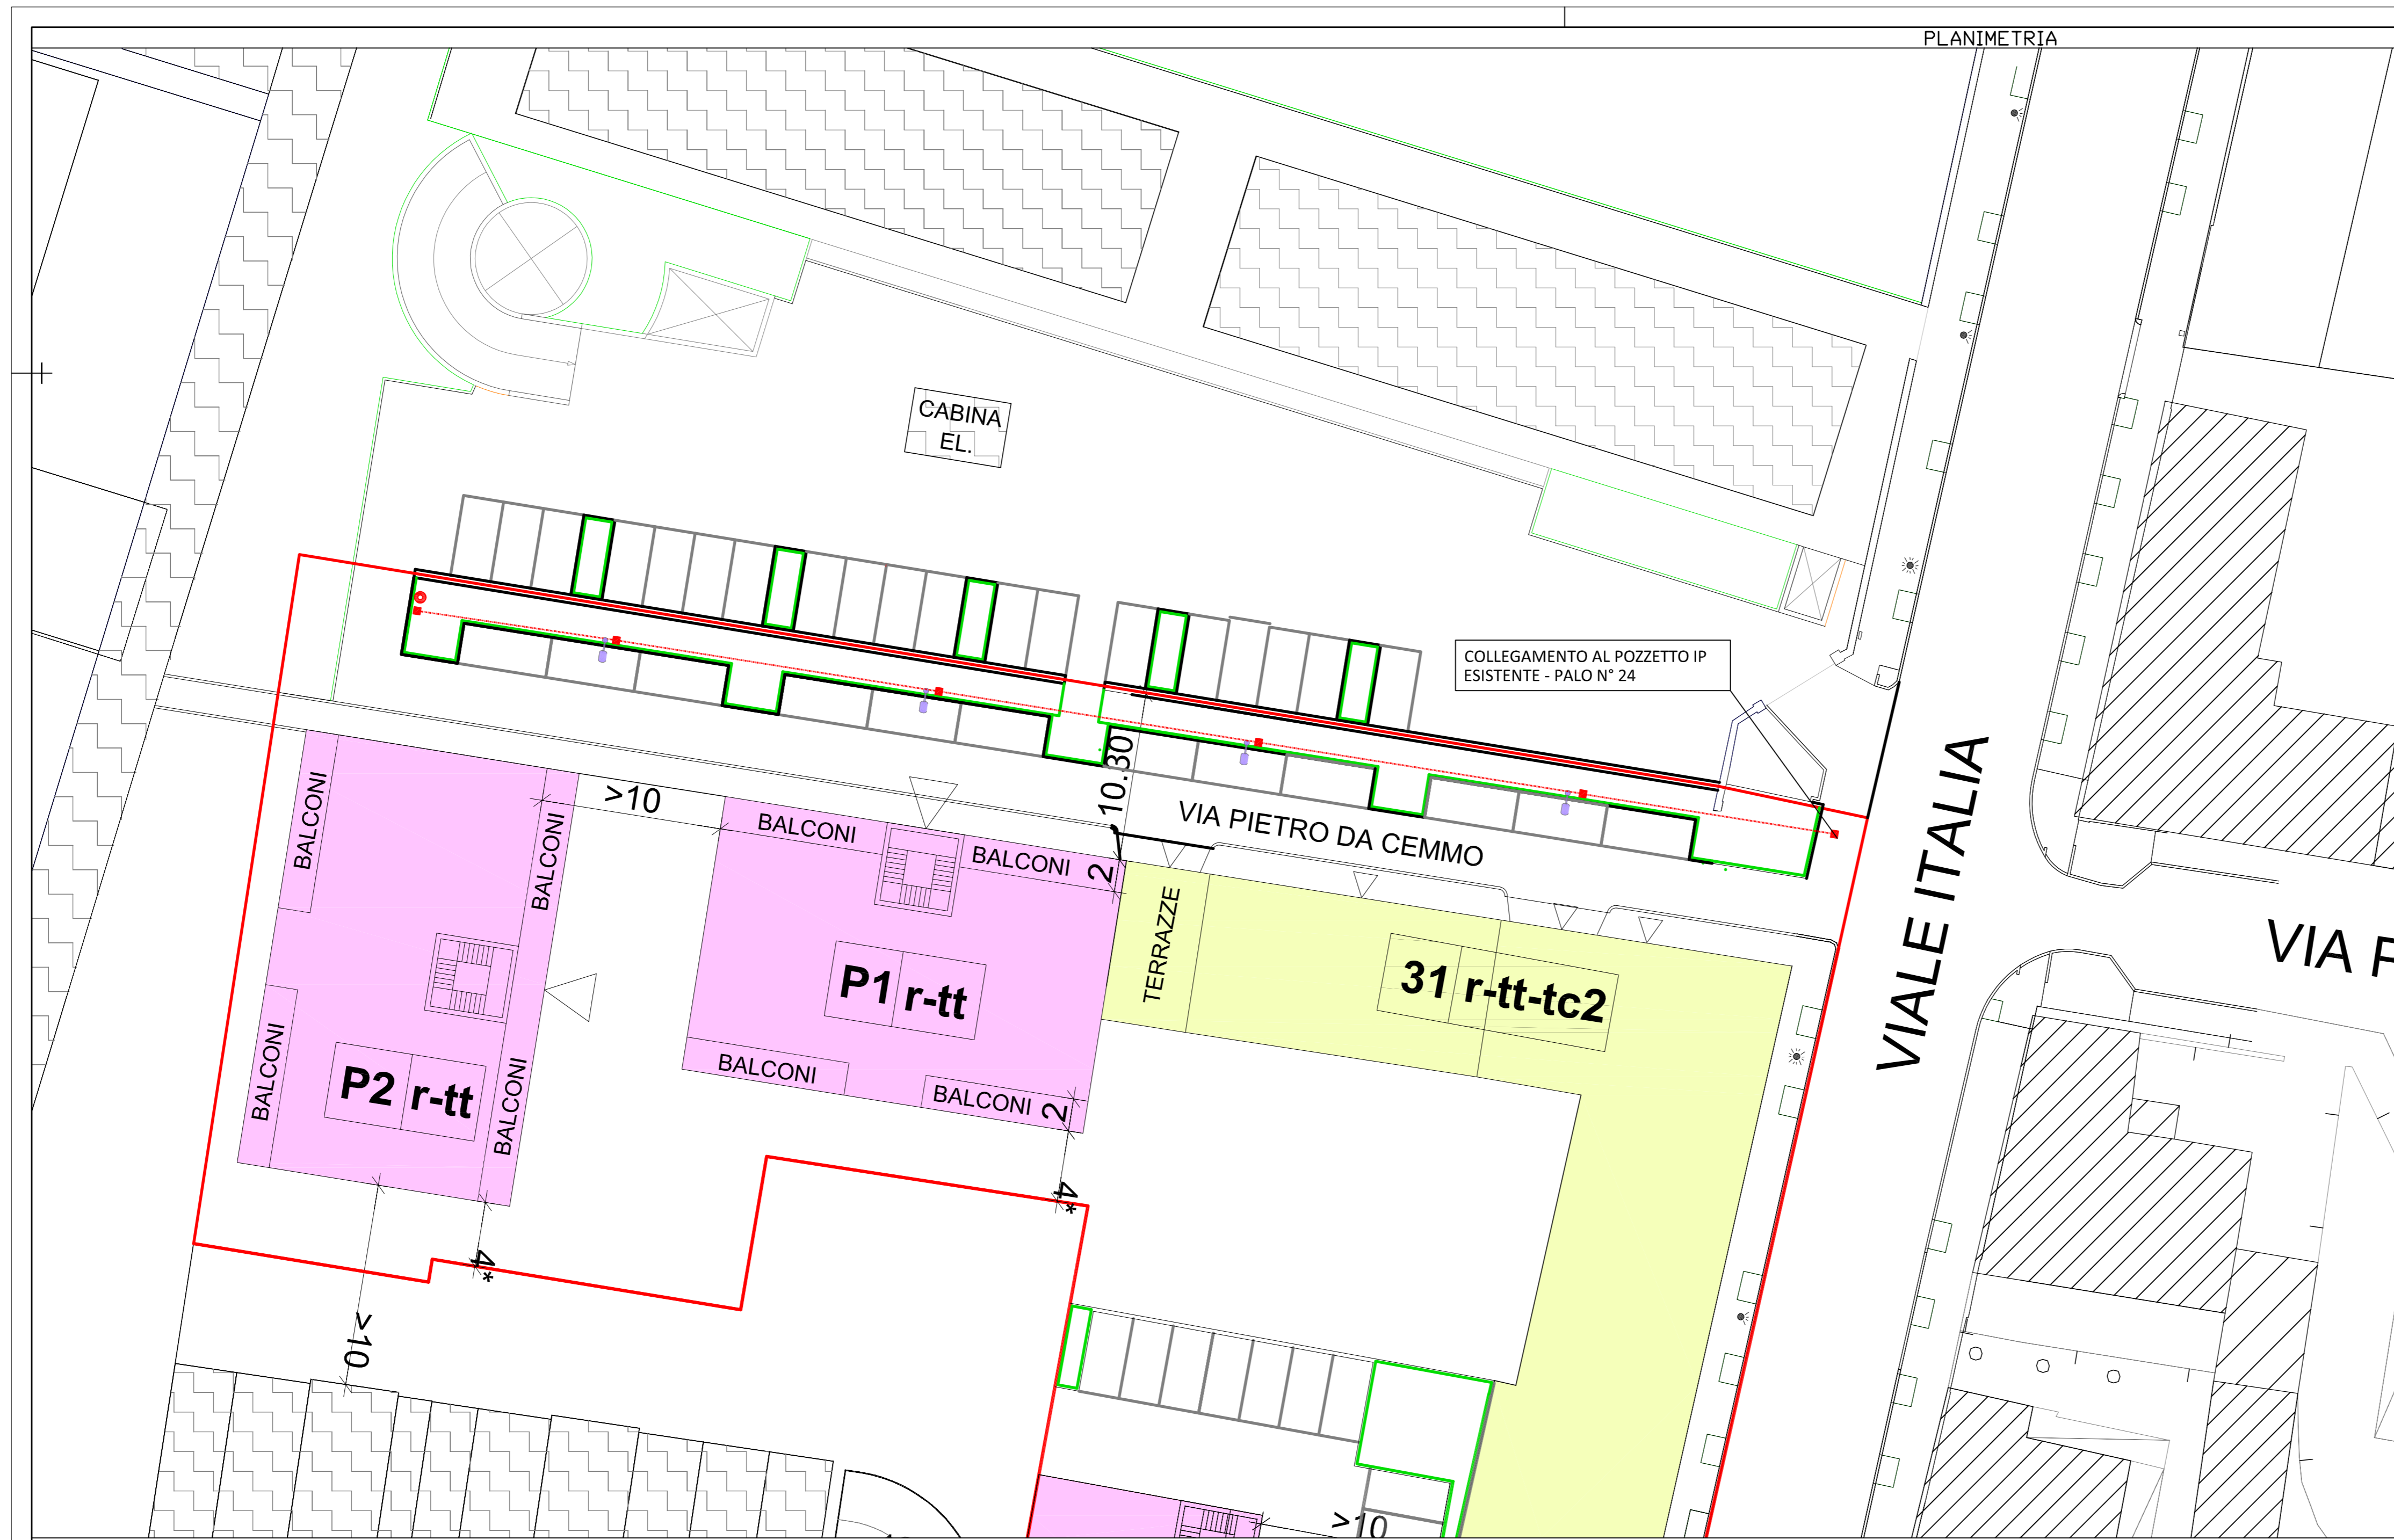 PLANIMETRIA
CABINA
EL.
COLLEGAMENTO AL POZZETTO IP
ESISTENTE - PALO N° 24
VIA PIETRO DA CEMMO
VIALE ITALIA
10.30
>10
BALCONI
BALCONI
BALCONI
BALCONI
2
TERRAZZE
P1 r-tt
31 r-tt-tc2
BALCONI
BALCONI
P2 r-tt
BALCONI
BALCONI
2
4*
4*
>10
>10